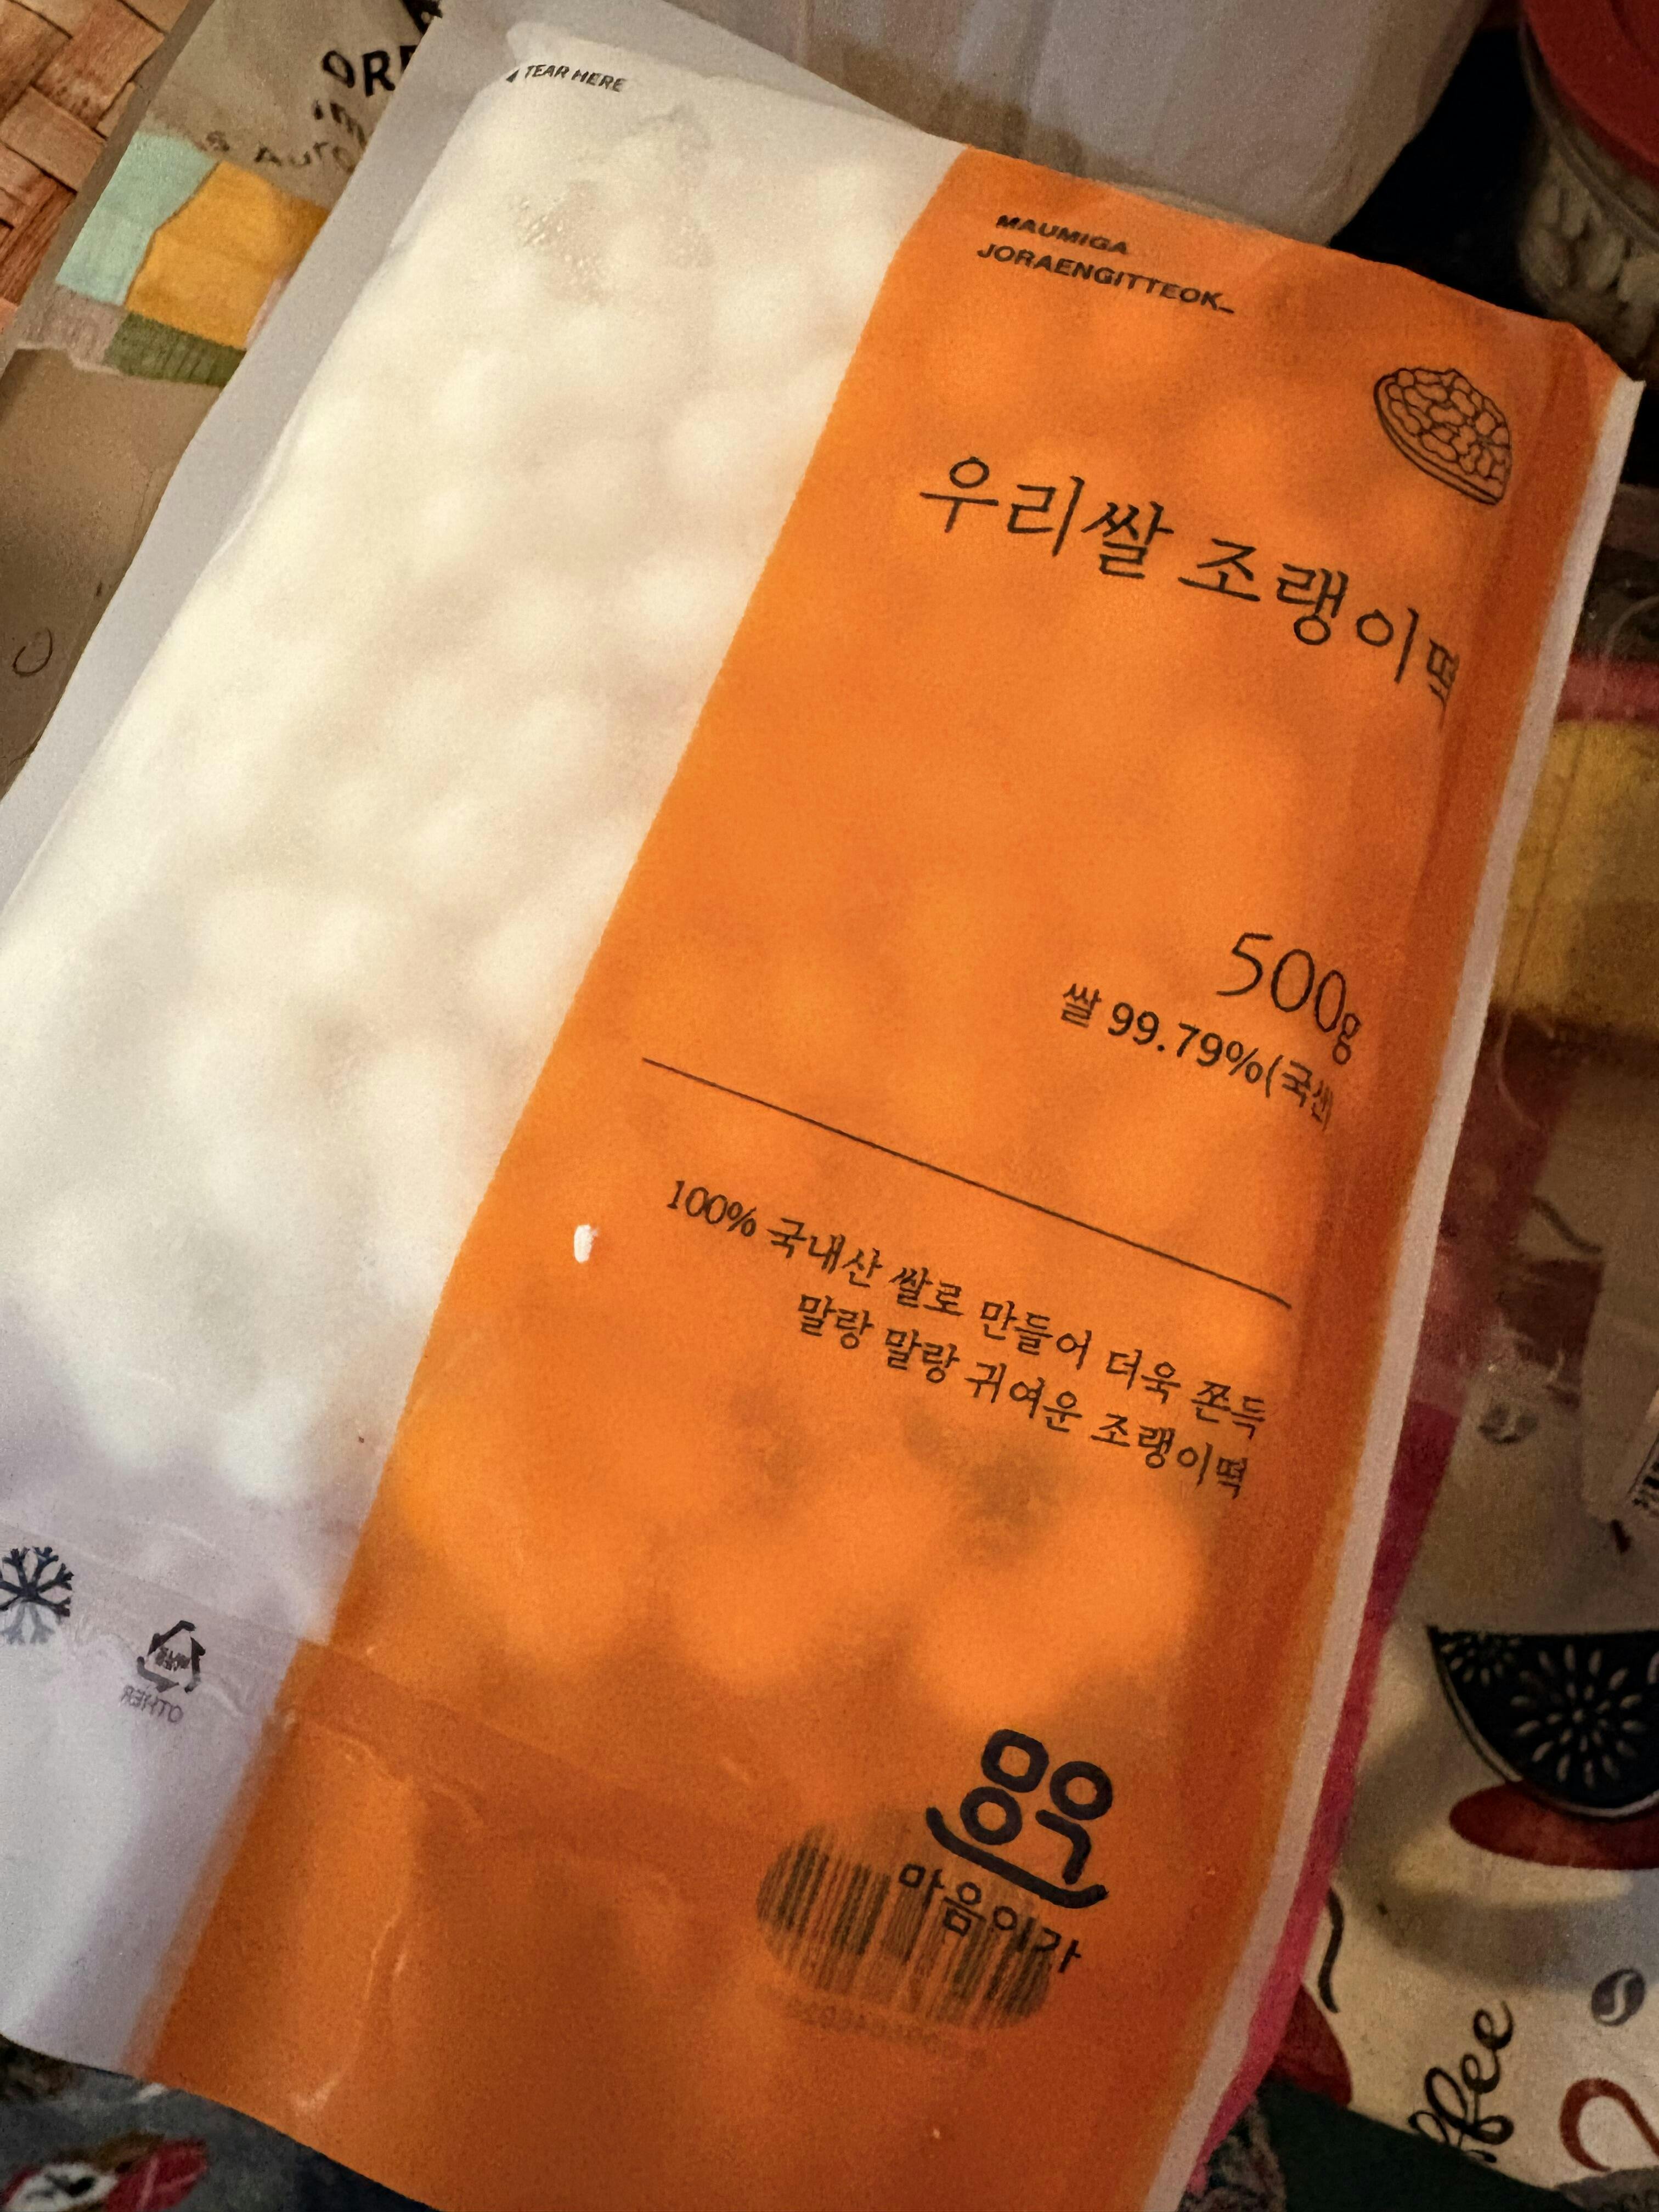 TEAR HERE
MAUMIGA
JORAENGITTEOK_
우리쌀 조랭이떡
500g
쌀 99.79%(국산
100% 국내산 쌀로 만들어 더욱 쫀득
말랑 말랑 귀여운 조랭이떡
OTHER
마음이가